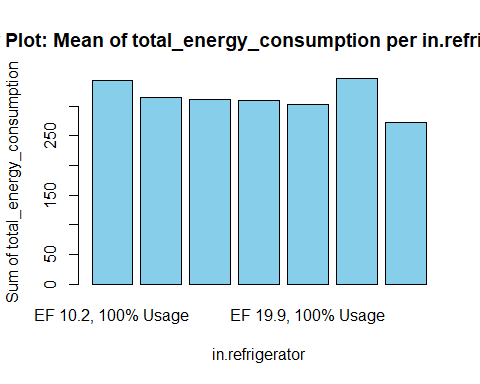 Plot: Mean of total_energy_consumption per in.refri
Sum of total_energy_consumption
250
150
50
0
EF 10.2, 100% Usage
EF 19.9, 100% Usage
in.refrigerator